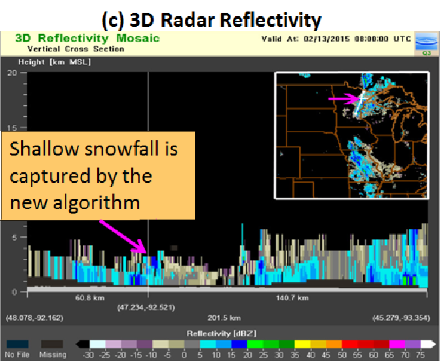 (c) 3D Radar Reflectivity
3D Reflectivity Mosaic
Valid At: 02/13/2015 08:00:00 UTC
Vertical Cross Section
Q3
Height [km MSL]
20
15
Shallow snowfall is
captured by the
new algorithm
5
0
60.8 km
140.7 km
(47.234,-92.521)
(48.078,-92.162)
201.5 km
(45.279,-93.354)
Reflectivity [dBZ]
No File Missing -30 -25 -20 -15 -10 -5 0 5 10 15 20 25 30 35 40 45 50 55 60 65 70 75